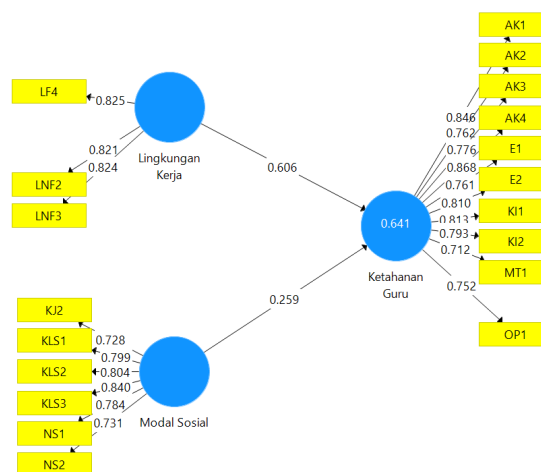 LF4
0.825
Lingkungan
Kerja
0.821
0.824
LNF2
LNF3
0.606
KJ2
KLS1
KLS2
KLS3
NS1
NS2
0.728
0.799
0.804
0.840
0.784
0.731
Modal Sosial
0.259
0.641
Ketahanan
Guru
0.846
0.762
0.776
0.868
0.761
0.810
0.813
0.793
0.712
0.752
AK1
AK2
AK3
AK4
E1
E2
KI1
KI2
MT1
OP1